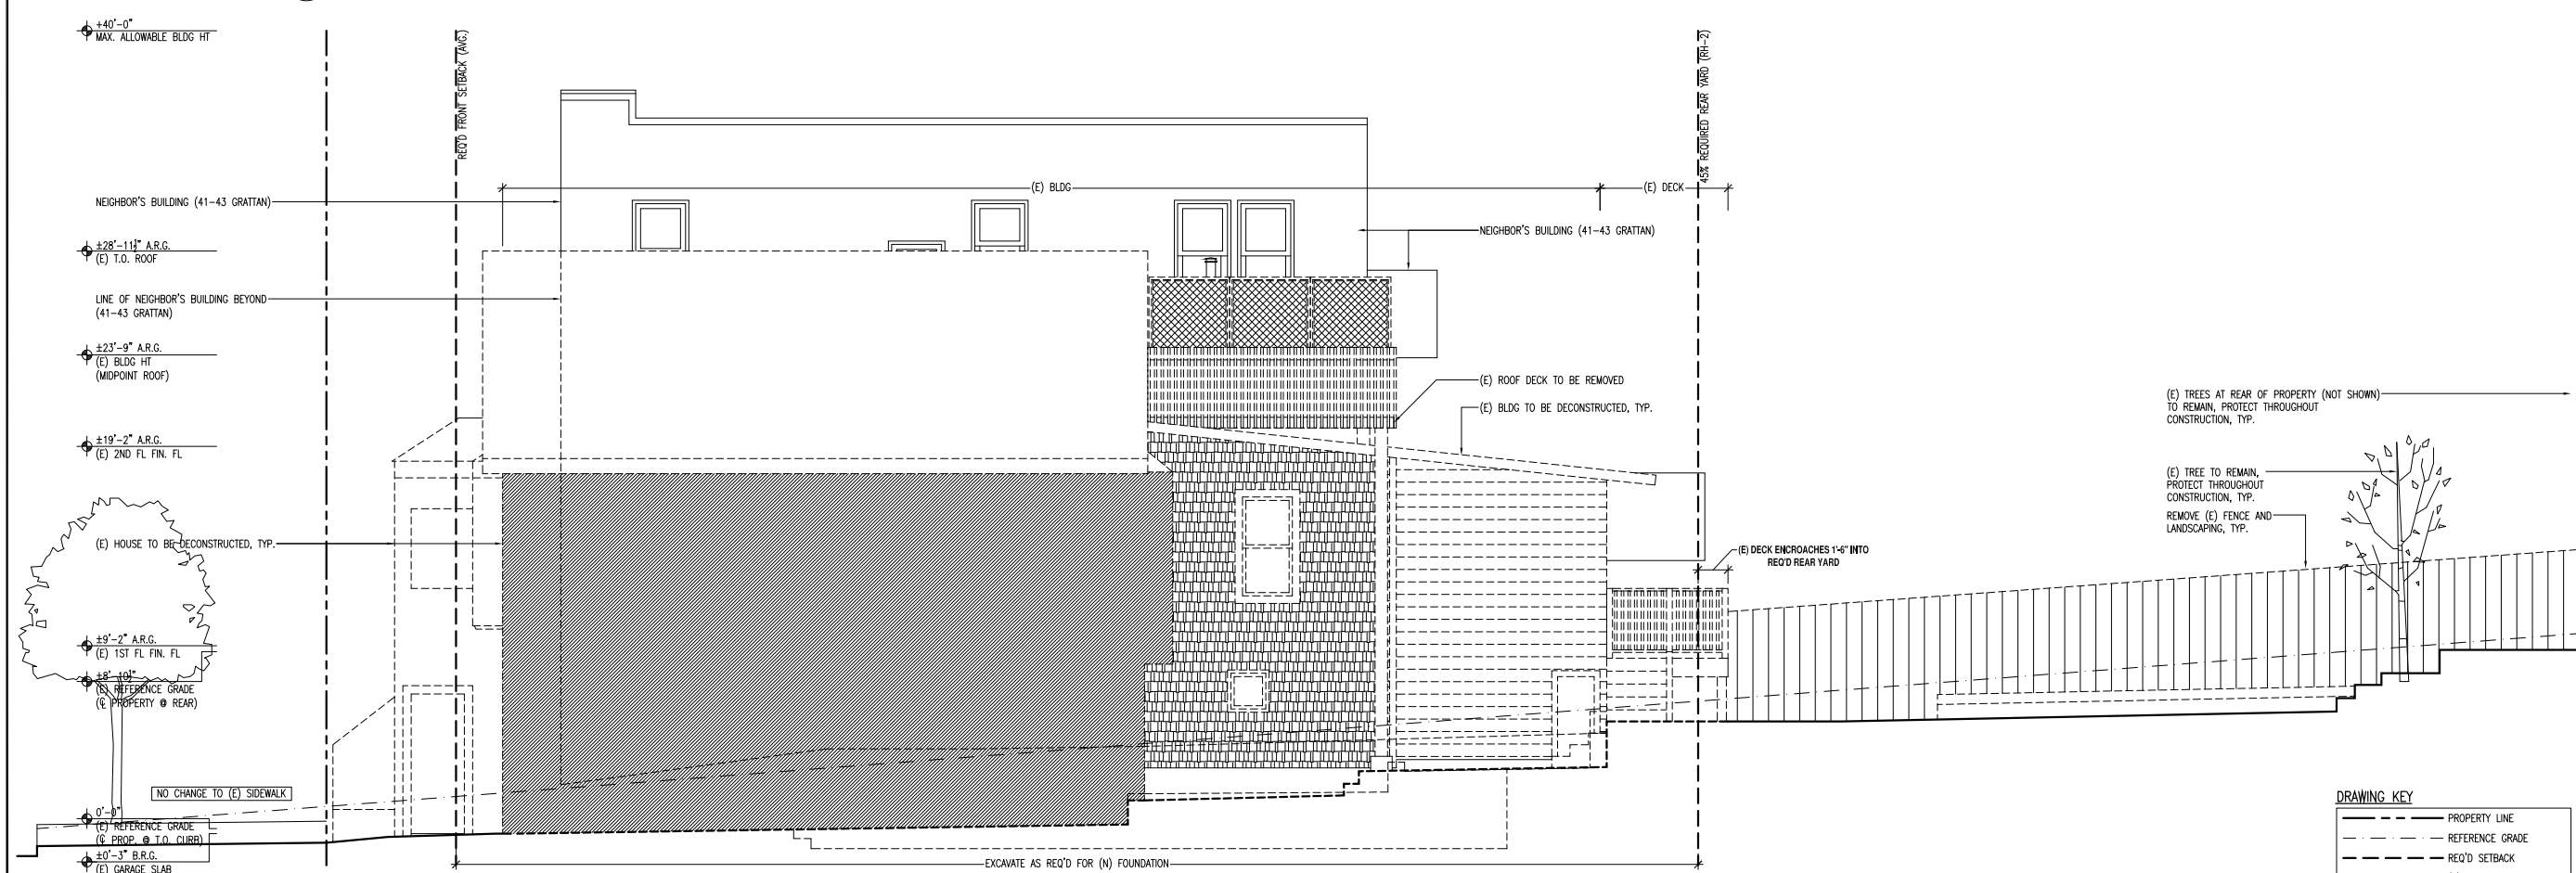 +40'-0"
MAX. ALLOWABLE BLDG HT
REQ'D FRONT SETBACK (AVG.)
45% REQUIRED REAR YARD (RH-2)
(E) BLDG
(E) DECK
NEIGHBOR'S BUILDING (41-43 GRATTAN)
NEIGHBOR'S BUILDING (41-43 GRATTAN)
±28'-11½" A.R.G.
(E) T.O. ROOF
LINE OF NEIGHBOR'S BUILDING BEYOND
(41-43 GRATTAN)
±23'-9" A.R.G.
(E) BLDG HT
(MIDPOINT ROOF)
(E) ROOF DECK TO BE REMOVED
(E) BLDG TO BE DECONSTRUCTED, TYP.
(E) TREES AT REAR OF PROPERTY (NOT SHOWN)
TO REMAIN, PROTECT THROUGHOUT
CONSTRUCTION, TYP.
±19'-2" A.R.G.
(E) 2ND FL FIN. FL
(E) TREE TO REMAIN,
PROTECT THROUGHOUT
CONSTRUCTION, TYP.
REMOVE (E) FENCE AND
LANDSCAPING, TYP.
(E) HOUSE TO BE DECONSTRUCTED, TYP.
(E) DECK ENCROACHES 1'-6" INTO
REQ'D REAR YARD
±9'-2" A.R.G.
(E) 1ST FL FIN. FL
±8'-10½"
(E) REFERENCE GRADE
(℄ PROPERTY @ REAR)
NO CHANGE TO (E) SIDEWALK
0'-0"
(E) REFERENCE GRADE
(℄ PROP. @ T.O. CURB)
±0'-3" B.R.G.
(E) GARAGE SLAB
EXCAVATE AS REQ'D FOR (N) FOUNDATION
DRAWING KEY
PROPERTY LINE
REFERENCE GRADE
REQ'D SETBACK